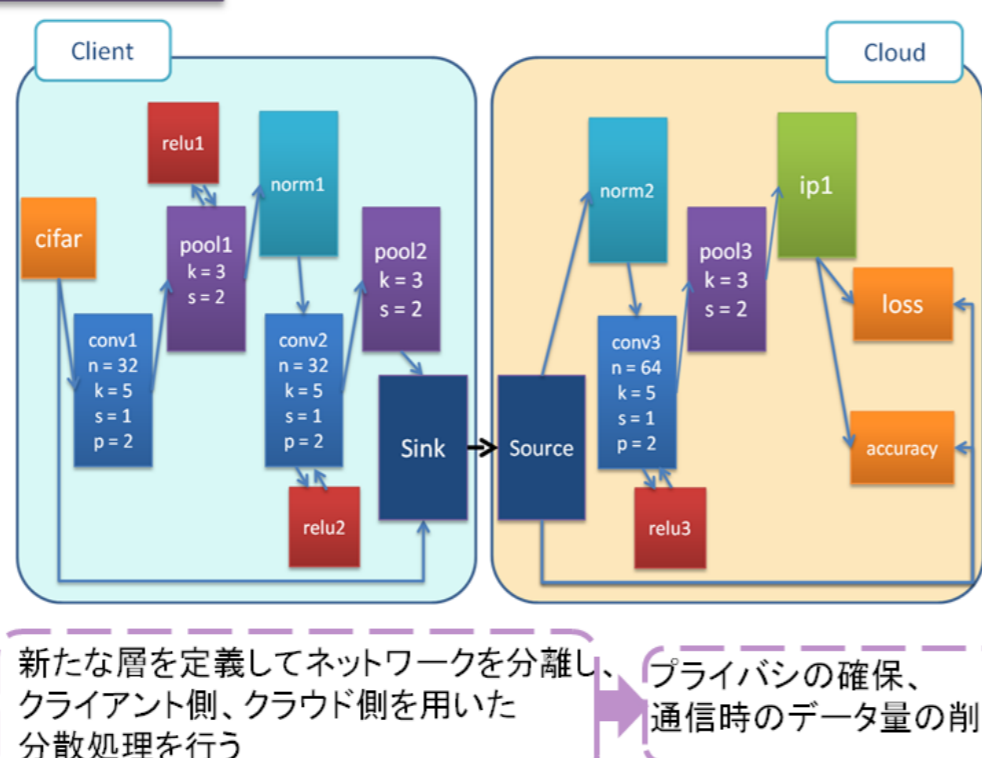 Client
Cloud
relu1
norm1
cifar
pool1
k = 3
s = 2
pool2
k = 3
s = 2
conv1
n = 32
k = 5
s = 1
p = 2
conv2
n = 32
k = 5
s = 1
p = 2
Sink
relu2
norm2
ip1
pool3
k = 3
s = 2
loss
conv3
n = 64
k = 5
s = 1
p = 2
Source
accuracy
relu3
新たな層を定義してネットワークを分離し、
クライアント側、クラウド側を用いた
分散処理を行う
プライバシの確保、
通信時のデータ量の削